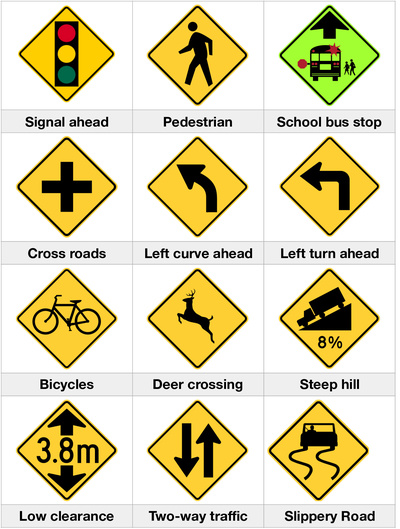 Signal ahead
Pedestrian
School bus stop
Cross roads
Left curve ahead
Left turn ahead
8%
Bicycles
Deer crossing
Steep hill
3.8m
Low clearance
Two-way traffic
Slippery Road